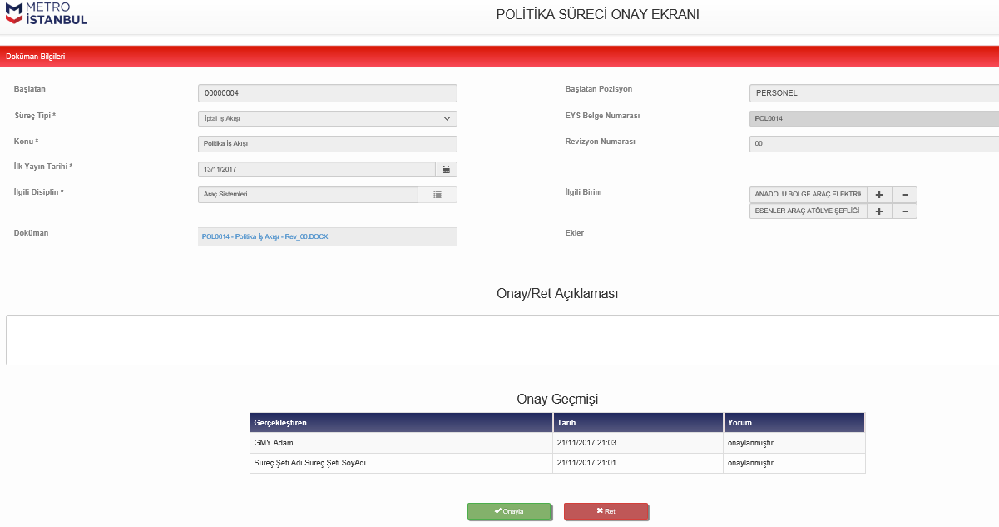 METRO
İSTANBUL
POLİTİKA SÜRECİ ONAY EKRANI
Doküman Bilgileri
Başlatan
00000004
Başlatan Pozisyon
PERSONEL
Süreç Tipi *
İptal İş Akışı
EYS Belge Numarası
POL0014
Konu *
Politika İş Akışı
Revizyon Numarası
00
İlk Yayın Tarihi *
13/11/2017
İlgili Disiplin *
Araç Sistemleri
İlgili Birim
ANADOLU BÖLGE ARAÇ ELEKTRİ
ESENLER ARAÇ ATÖLYE ŞEFLİĞİ
Doküman
POL0014 - Politika İş Akışı - Rev_00.DOCX
Ekler
Onay/Ret Açıklaması
Onay Geçmişi
Gerçekleştiren Tarih Yorum
GMY Adam 21/11/2017 21:03 onaylanmıştır.
Süreç Şefi Adı Süreç Şefi SoyAdı 21/11/2017 21:01 onaylanmıştır.
Onayla
Ret